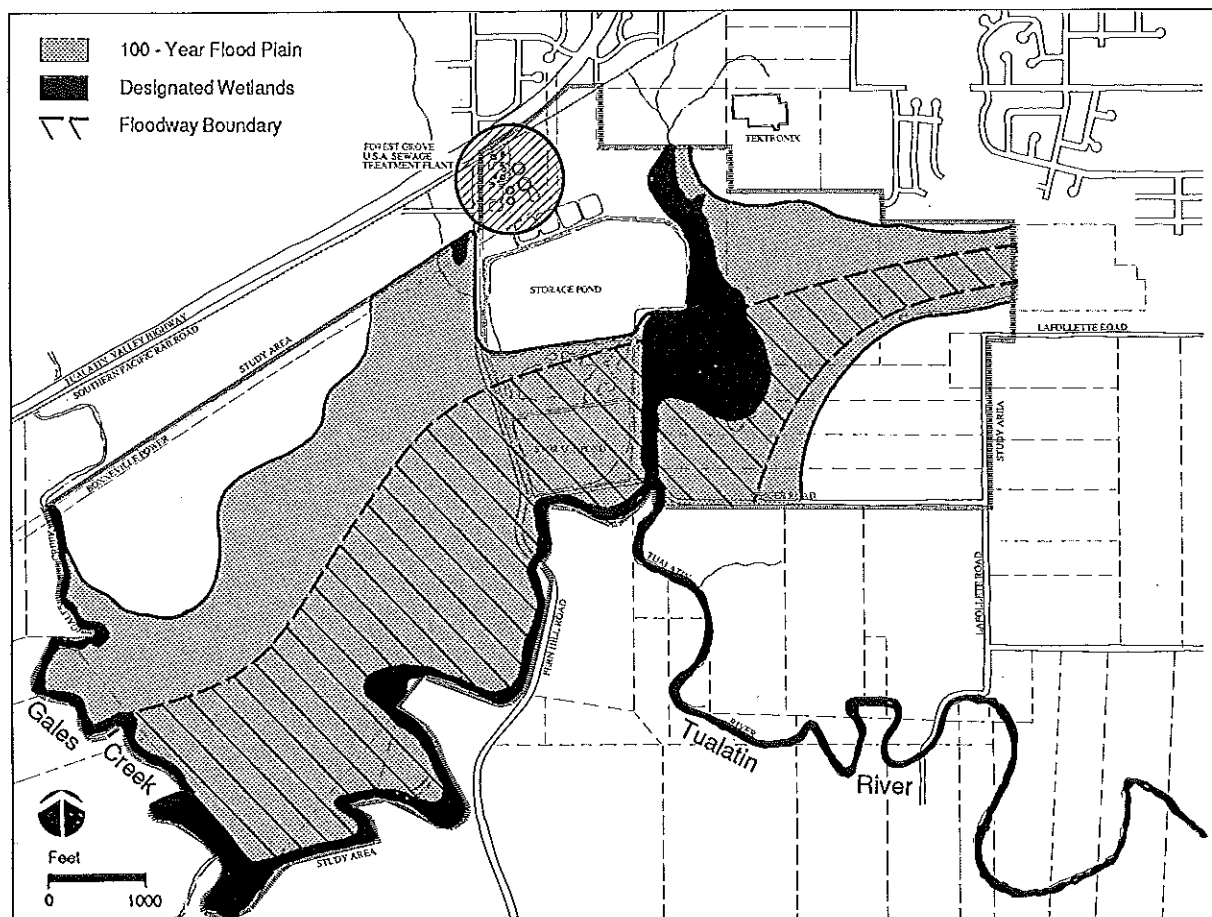 100 - Year Flood Plain
Designated Wetlands
Floodway Boundary
FOREST GROVE
U.S.A SEWAGE
TREATMENT PLANT
TEKTRONIX
STORAGE POND
TUALATIN VALLEY HIGHWAY
SOUTHERN PACIFIC RAILROAD
STUDY AREA
BONNEVILLE POWER
LAFOLLETTE ROAD
STUDY AREA
ROAD
GALES
TUALATIN
RIVER
FERN HILL ROAD
LAFOLLETTE ROAD
Gales
Creek
Tualatin
River
STUDY AREA
Feet
0 1000